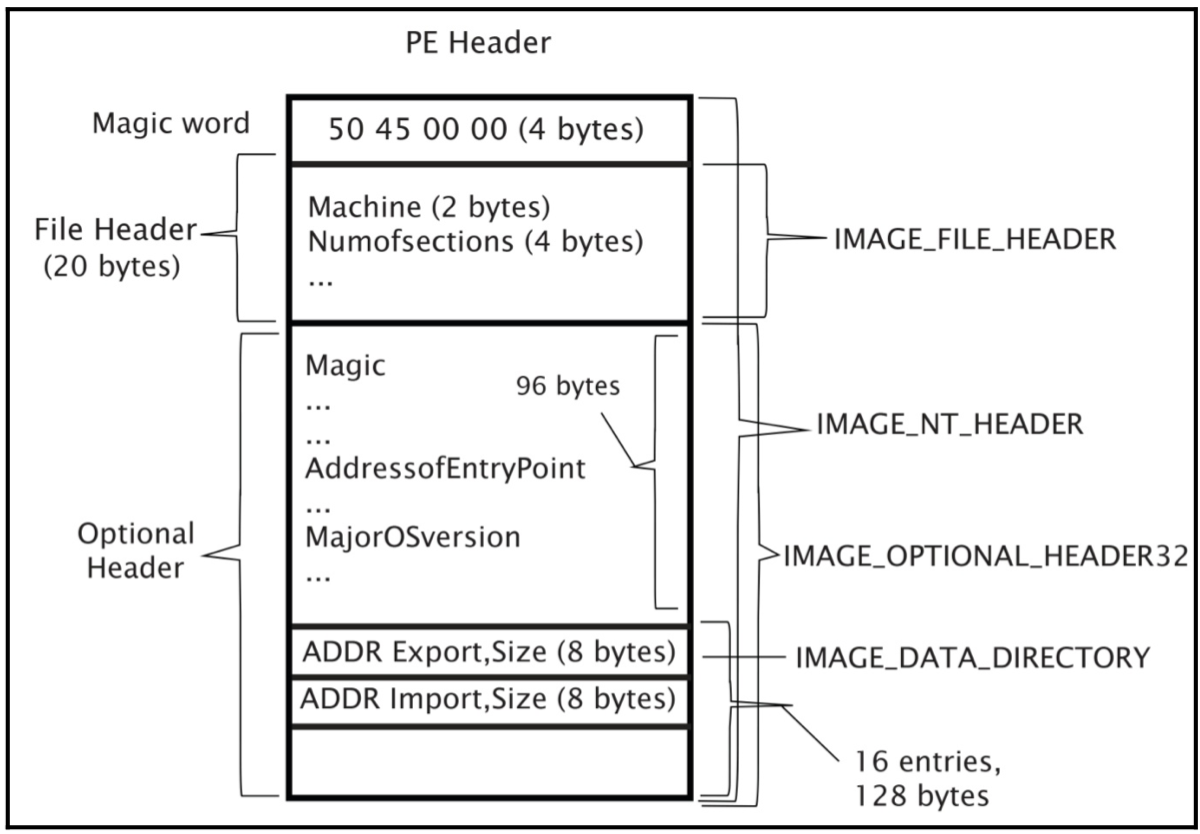 PE Header
Magic word
50 45 00 00 (4 bytes)
File Header
(20 bytes)
Machine (2 bytes)
Numofsections (4 bytes)
...
IMAGE_FILE_HEADER
Optional
Header
Magic
...
...
AddressofEntryPoint
...
MajorOSversion
...
96 bytes
IMAGE_NT_HEADER
IMAGE_OPTIONAL_HEADER32
ADDR Export,Size (8 bytes)
IMAGE_DATA_DIRECTORY
ADDR Import,Size (8 bytes)
16 entries,
128 bytes